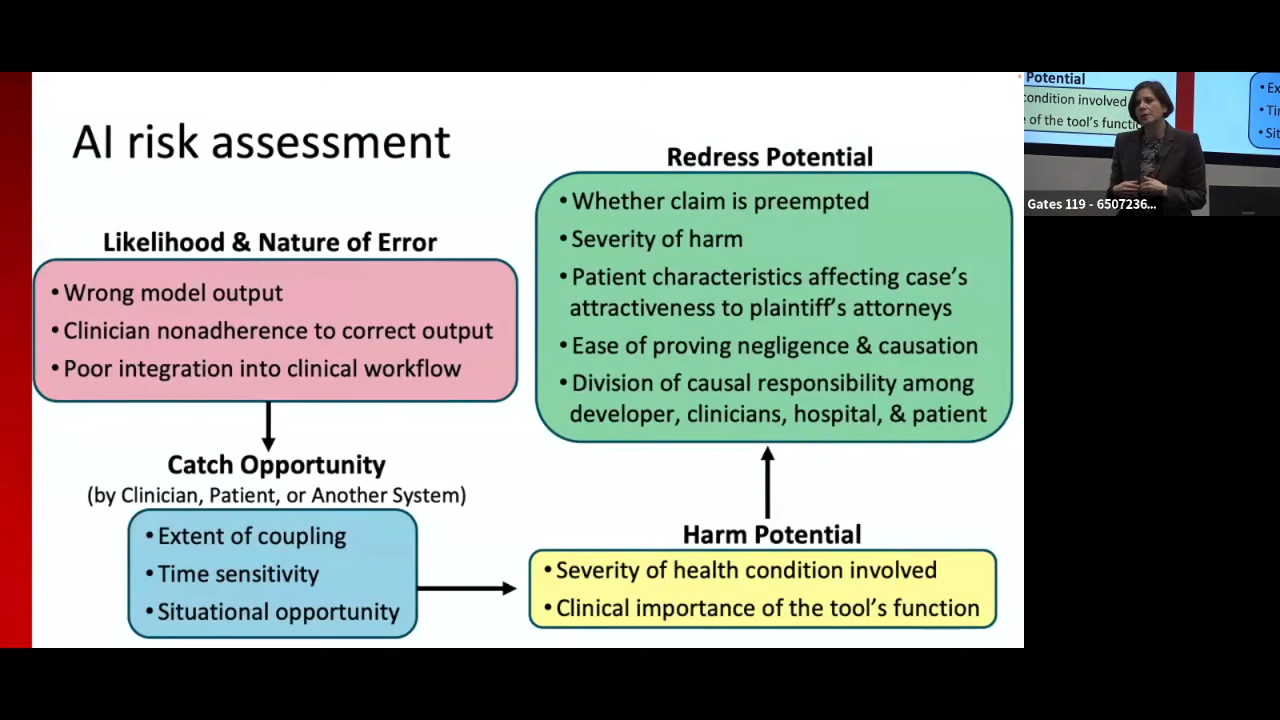 AI risk assessment
Likelihood & Nature of Error
• Wrong model output
• Clinician nonadherence to correct output
• Poor integration into clinical workflow
Catch Opportunity
(by Clinician, Patient, or Another System)
• Extent of coupling
• Time sensitivity
• Situational opportunity
Harm Potential
• Severity of health condition involved
• Clinical importance of the tool's function
Redress Potential
• Whether claim is preempted
• Severity of harm
• Patient characteristics affecting case's
attractiveness to plaintiff's attorneys
• Ease of proving negligence & causation
• Division of causal responsibility among
developer, clinicians, hospital, & patient
Potential
condition involved
of the tool's functi
• Ex
• Ti
• Sit
Gates 119 - 6507236...